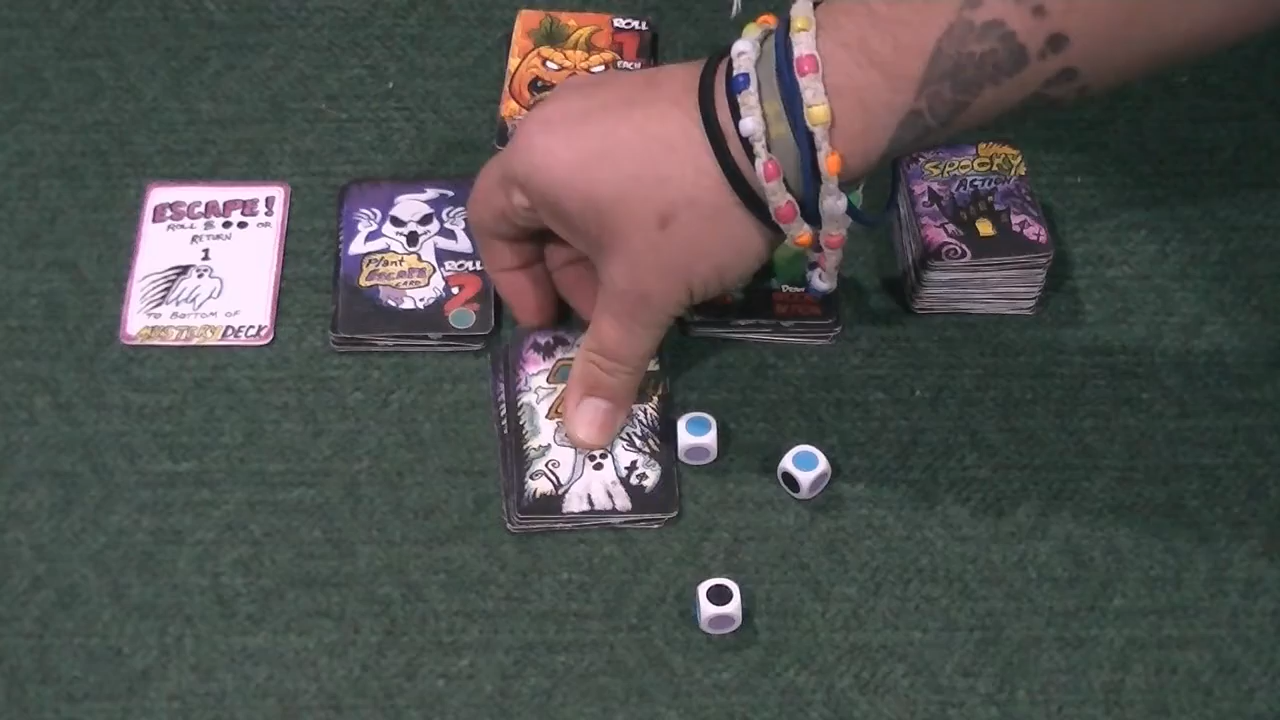 ROLL
1
EACH
ESCAPE!
ROLL
OR
RETURN
1
TO BOTTOM OF
MYSTERY DECK
Plant
ESCAPE
CARD
ROLL
2
DRAW
SPOOKY
ACTION